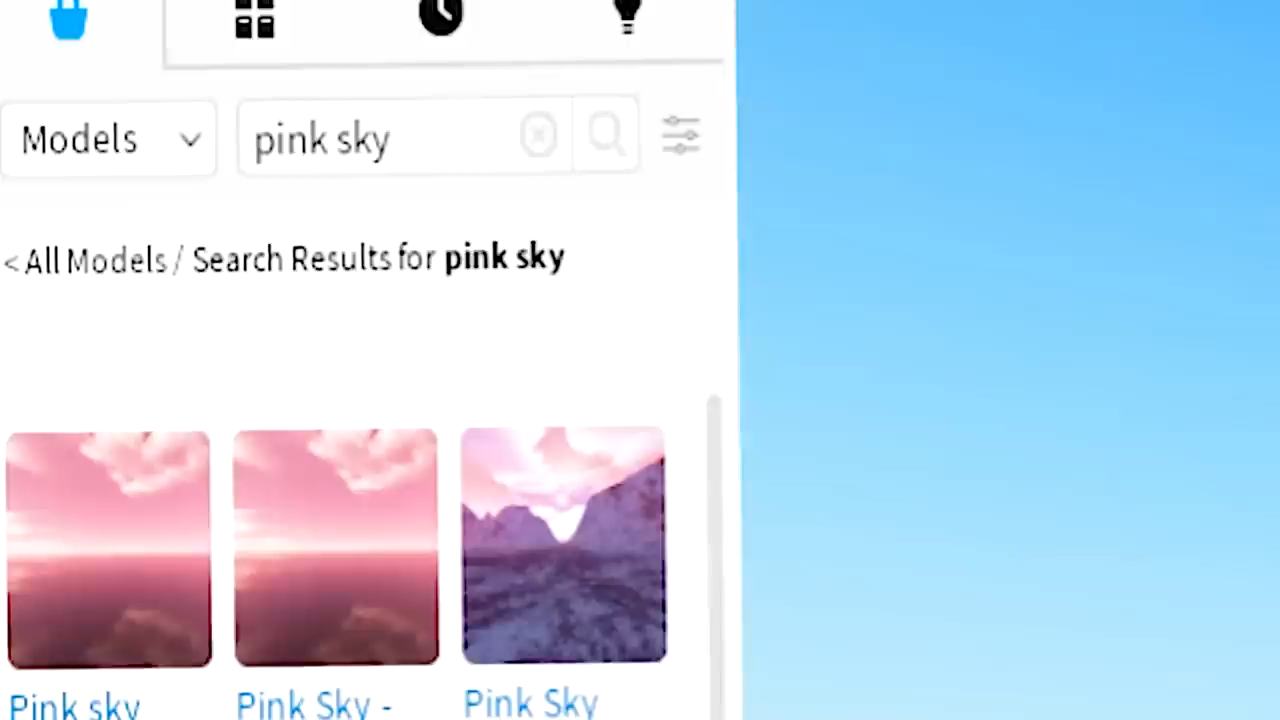 Models
pink sky
< All Models / Search Results for pink sky
Pink sky
Pink Sky -
Pink Sky